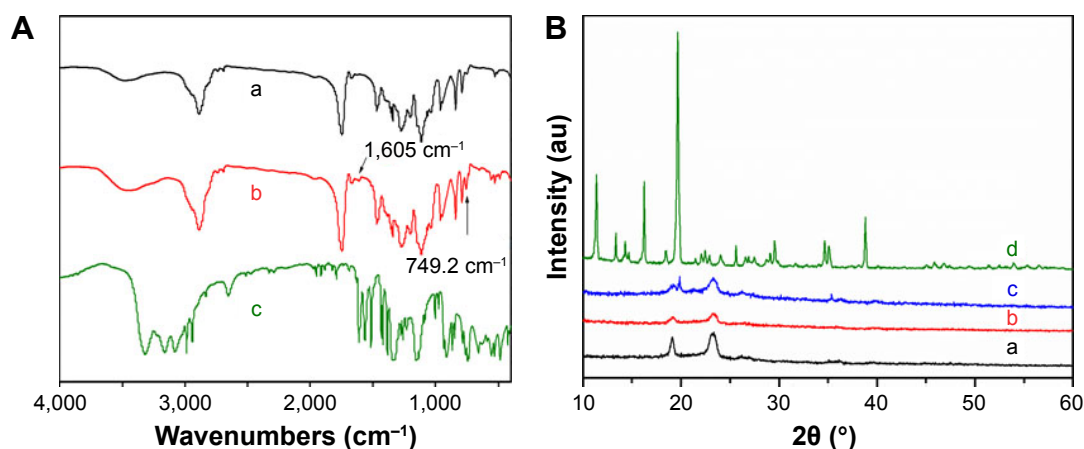 A
a
1,605 cm⁻¹
b
749.2 cm⁻¹
c
4,000 3,000 2,000 1,000
Wavenumbers (cm⁻¹)
B
Intensity (au)
d
c
b
a
10 20 30 40 50 60
2θ (°)